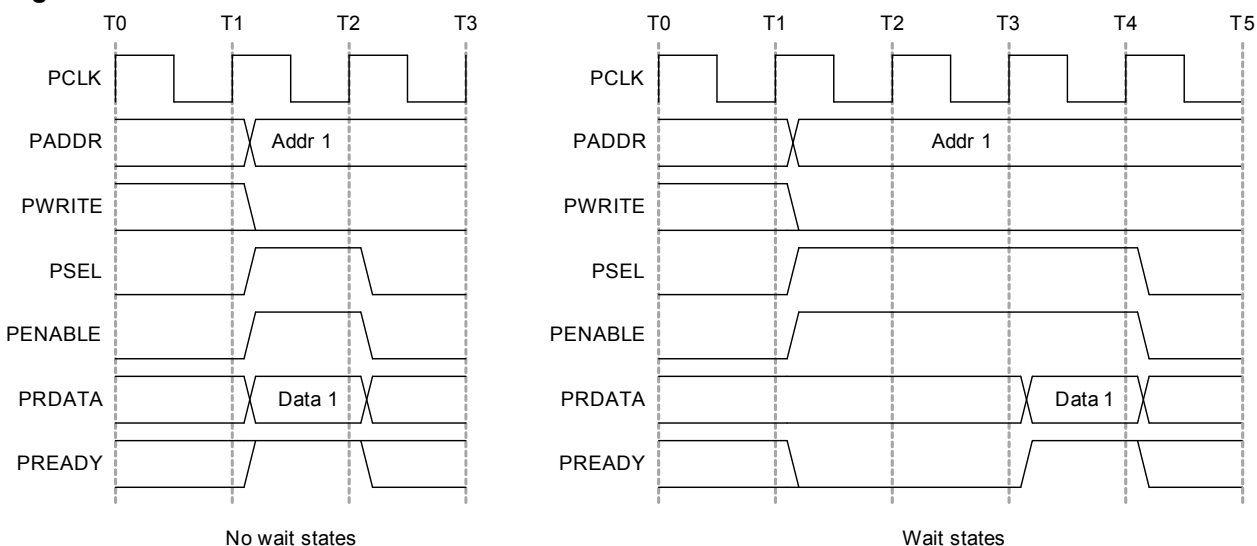 T0 T1 T2 T3
PCLK
PADDR Addr 1
PWRITE
PSEL
PENABLE
PRDATA Data 1
PREADY
No wait states
T0 T1 T2 T3 T4 T5
PCLK
PADDR Addr 1
PWRITE
PSEL
PENABLE
PRDATA Data 1
PREADY
Wait states